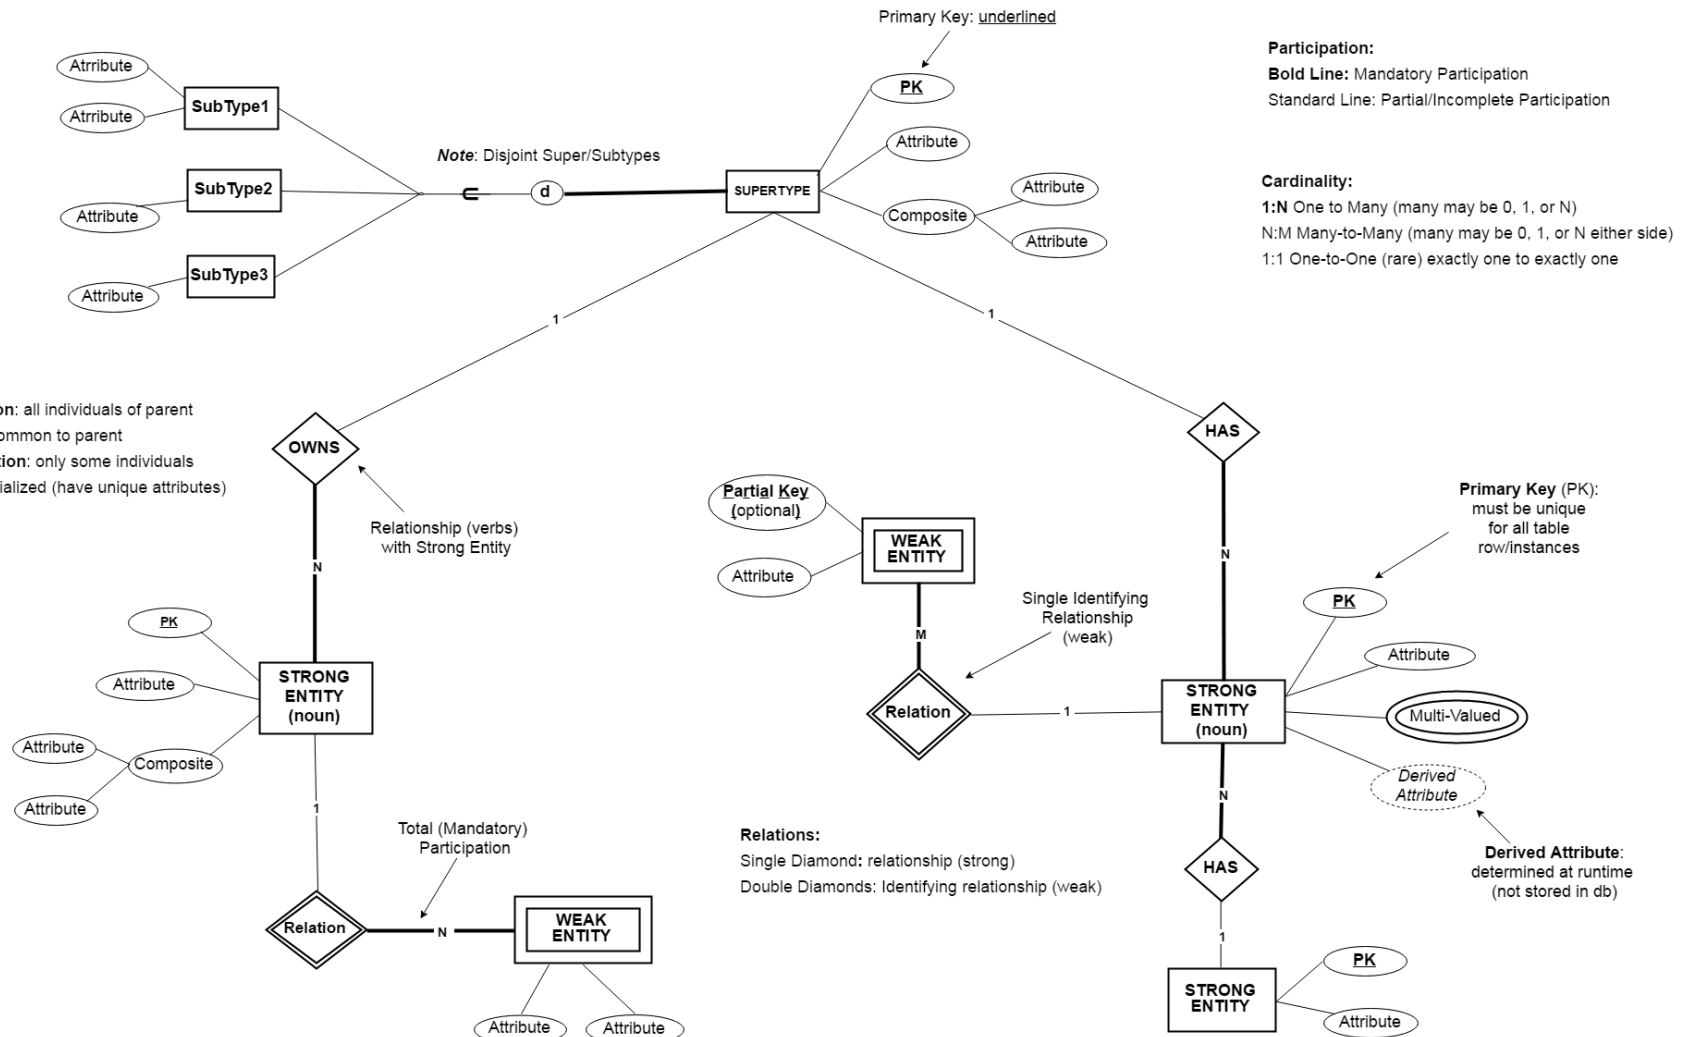 Primary Key: underlined
Participation:
Bold Line: Mandatory Participation
Standard Line: Partial/Incomplete Participation
Atrribute
Atrribute
SubType1
PK
Attribute
Note: Disjoint Super/Subtypes
SubType2
Attribute
d
SUPERTYPE
Composite
Attribute
Attribute
Cardinality:
1:N One to Many (many may be 0, 1, or N)
N:M Many-to-Many (many may be 0, 1, or N either side)
1:1 One-to-One (rare) exactly one to exactly one
SubType3
Attribute
1
1
on: all individuals of parent
ommon to parent
tion: only some individuals
ialized (have unique attributes)
OWNS
HAS
Relationship (verbs)
with Strong Entity
N
Partial Key
(optional)
Attribute
WEAK
ENTITY
N
Primary Key (PK):
must be unique
for all table
row/instances
M
Single Identifying
Relationship
(weak)
PK
Attribute
STRONG
ENTITY
(noun)
Composite
Attribute
Attribute
Relation
1
STRONG
ENTITY
(noun)
PK
Attribute
Multi-Valued
Derived
Attribute
1
Total (Mandatory)
Participation
Relations:
Single Diamond: relationship (strong)
Double Diamonds: Identifying relationship (weak)
N
HAS
Derived Attribute:
determined at runtime
(not stored in db)
Relation
N
WEAK
ENTITY
Attribute
Attribute
1
STRONG
ENTITY
PK
Attribute